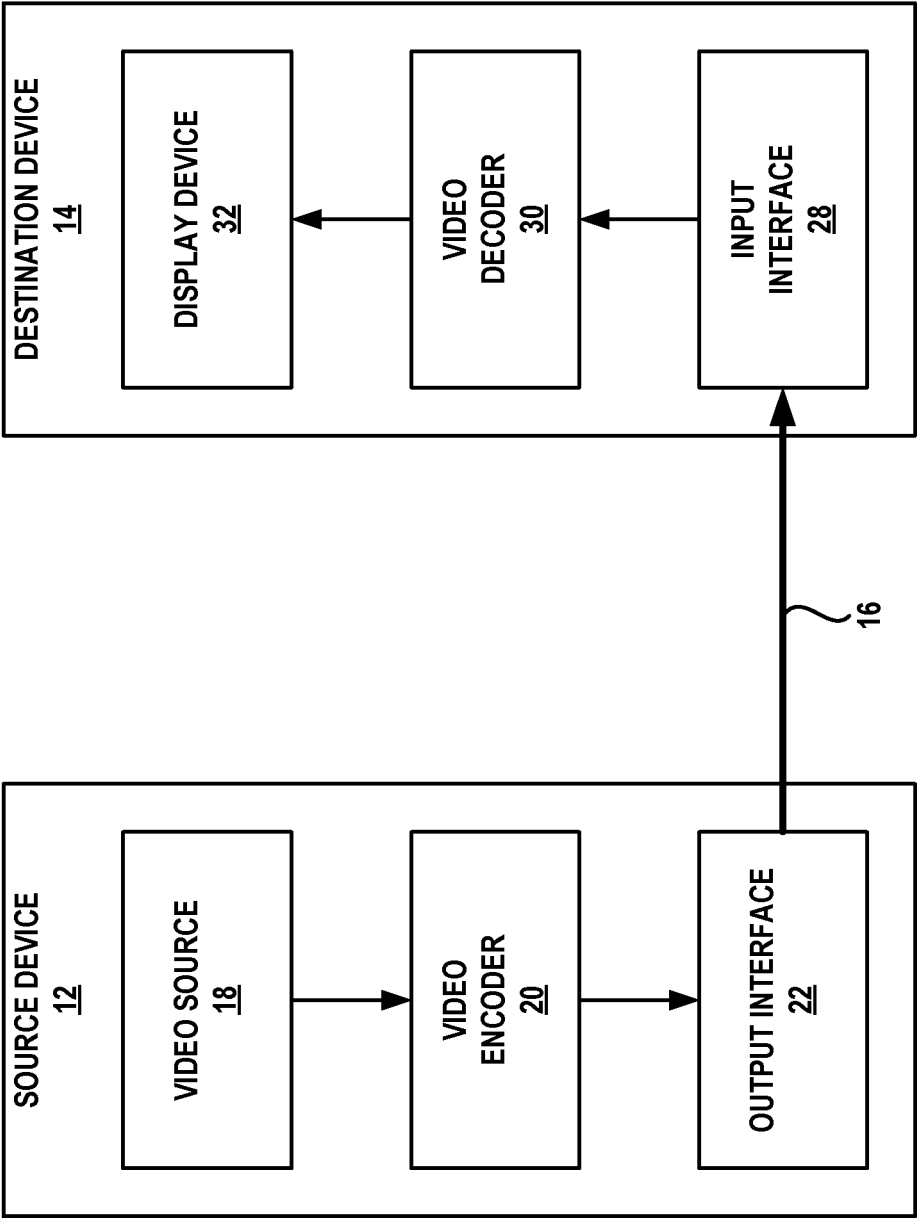 SOURCE DEVICE
12
VIDEO SOURCE
18
VIDEO
ENCODER
20
OUTPUT INTERFACE
22
16
DESTINATION DEVICE
14
DISPLAY DEVICE
32
VIDEO
DECODER
30
INPUT
INTERFACE
28